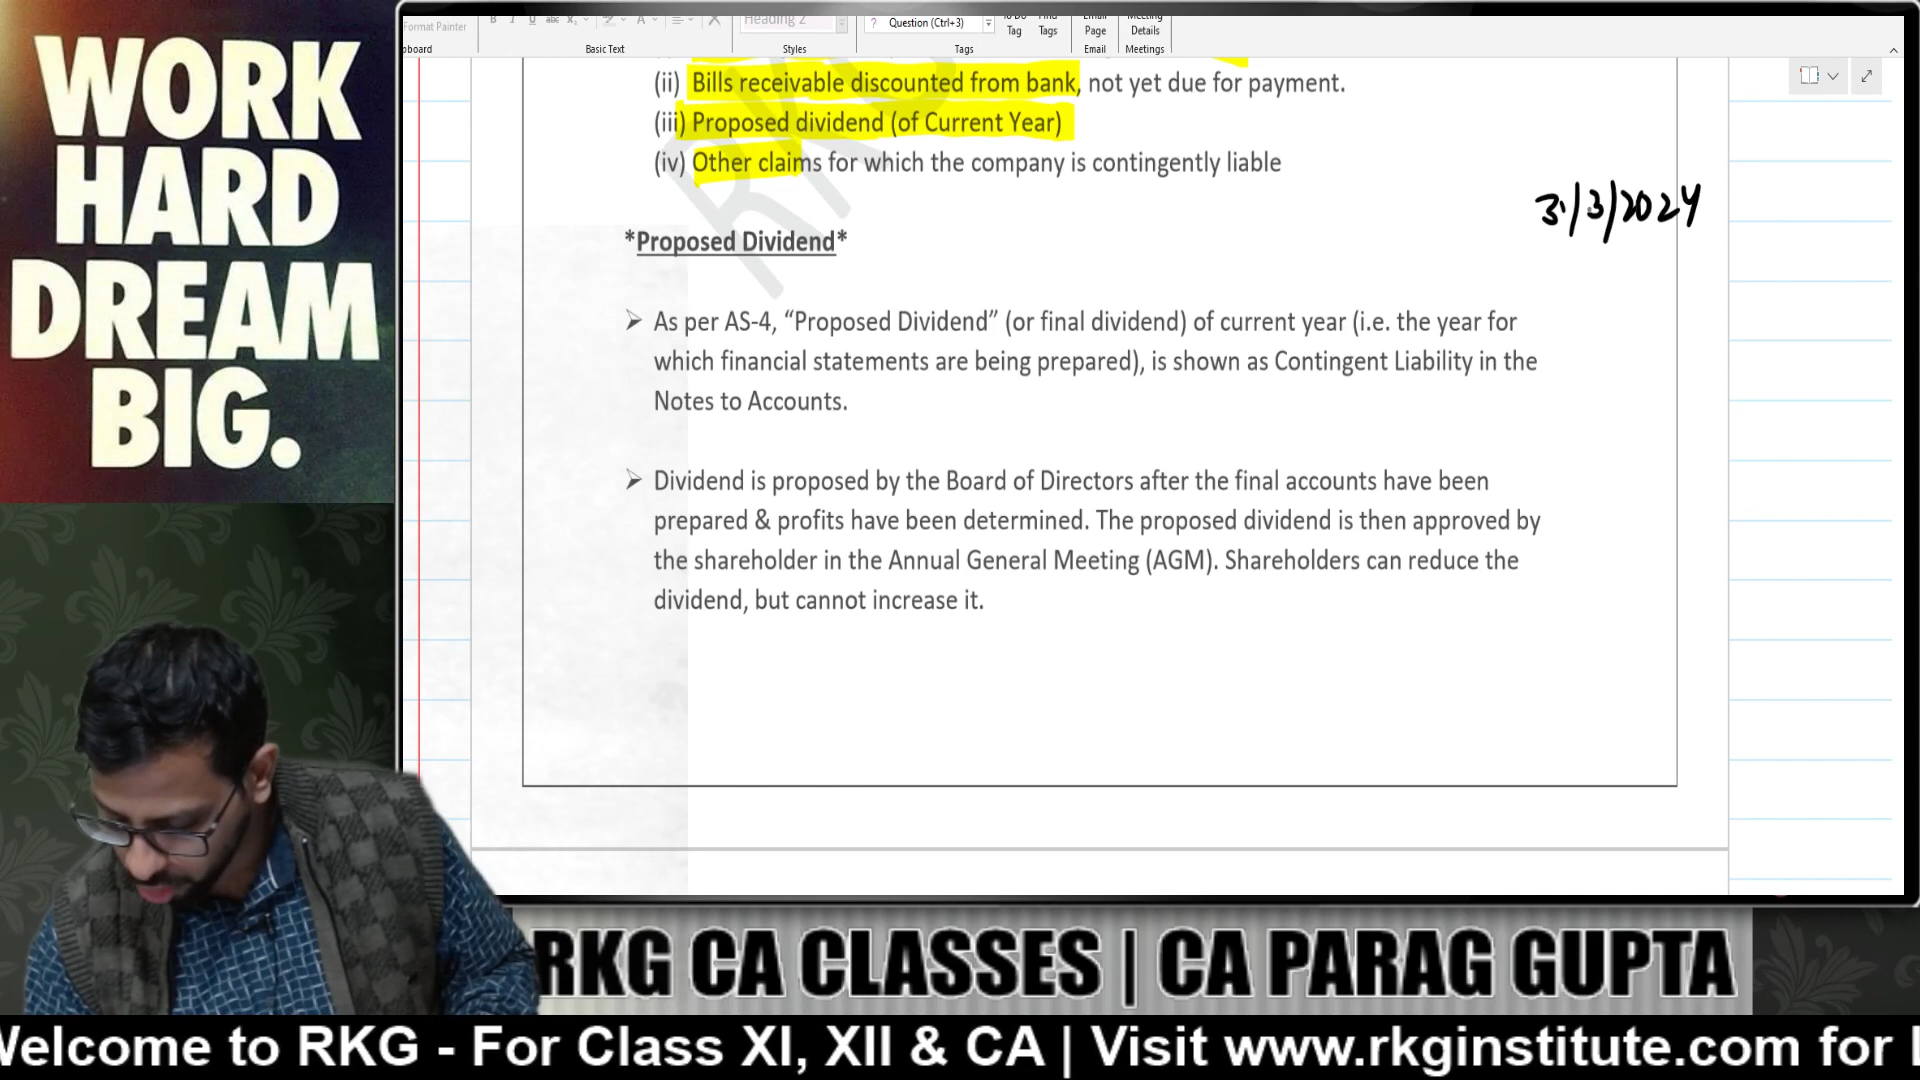 WORK
HARD
DREAM
BIG.
Format Painter
Basic Text
Heading 2
Styles
? Question (Ctrl+3)
Tag
Tags
Tags
Page
Email
Details
Meetings
(ii) Bills receivable discounted from bank, not yet due for payment.
(iii) Proposed dividend (of Current Year)
(iv) Other claims for which the company is contingently liable
31/3/2024
*Proposed Dividend*
➢ As per AS-4, “Proposed Dividend” (or final dividend) of current year (i.e. the year for
which financial statements are being prepared), is shown as Contingent Liability in the
Notes to Accounts.
➢ Dividend is proposed by the Board of Directors after the final accounts have been
prepared & profits have been determined. The proposed dividend is then approved by
the shareholder in the Annual General Meeting (AGM). Shareholders can reduce the
dividend, but cannot increase it.
RKG CA CLASSES | CA PARAG GUPTA
Welcome to RKG - For Class XI, XII & CA | Visit www.rkginstitute.com for